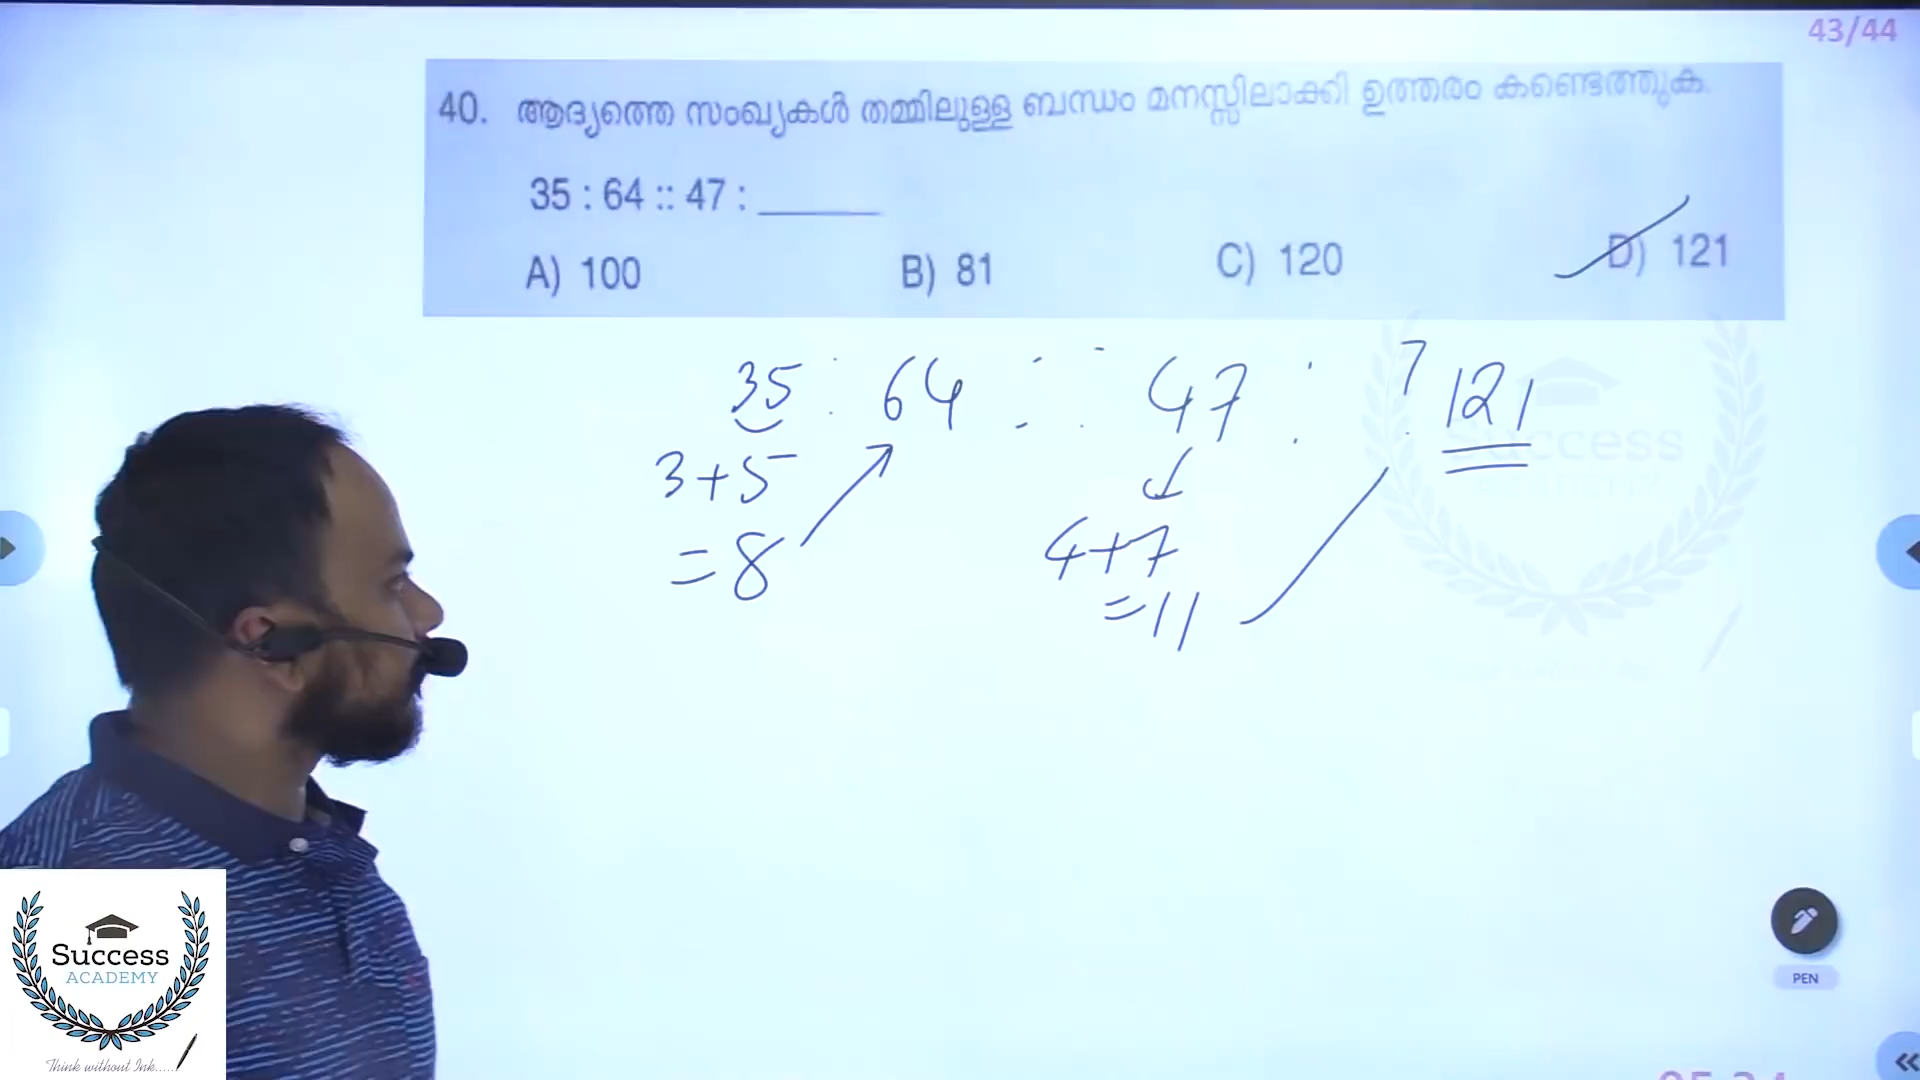 43/44
40. ആദ്യത്തെ സംഖ്യകൾ തമ്മിലുള്ള ബന്ധം മനസ്സിലാക്കി ഉത്തരം കണ്ടെത്തുക.
35 : 64 :: 47 : ______
A) 100 B) 81 C) 120 D) 121
35 : 64 :: 47 : ? 121
3+5
=8
4+7
=11
Success
PEN
Success
ACADEMY
Think without Ink.....